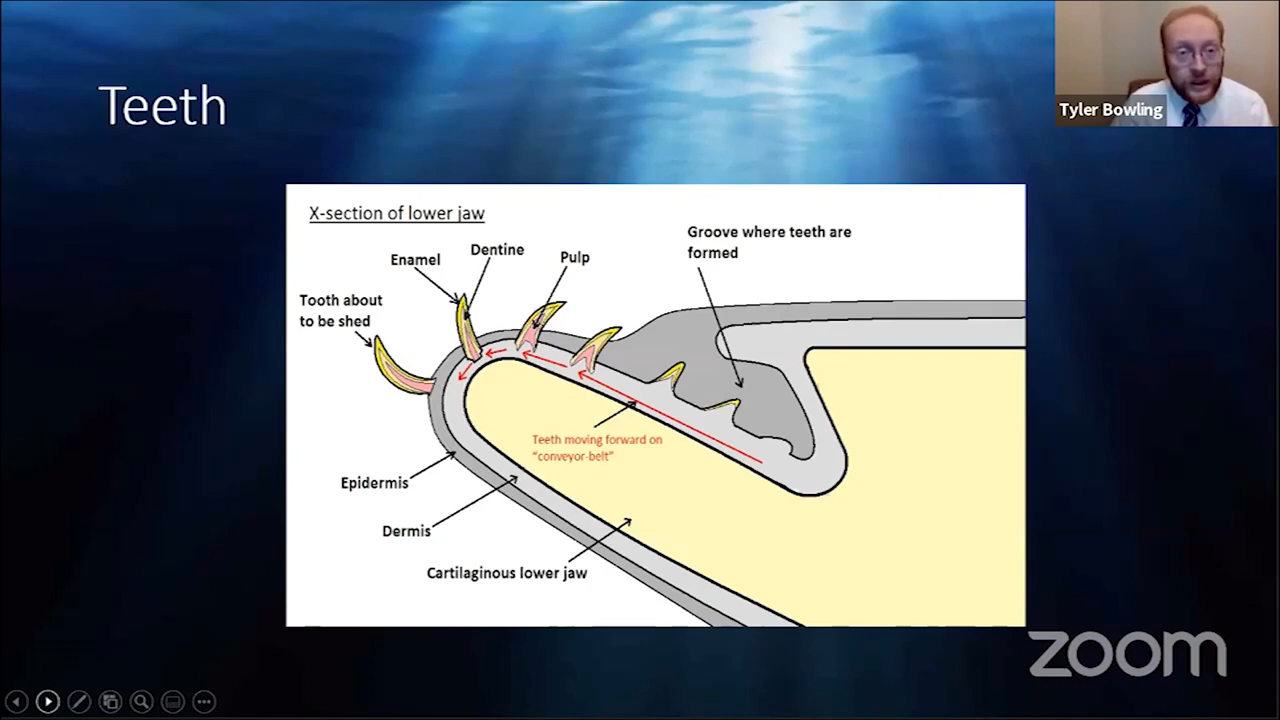 Teeth
Tyler Bowling
X-section of lower jaw
Groove where teeth are
formed
Enamel
Dentine
Pulp
Tooth about
to be shed
Teeth moving forward on
"conveyor-belt"
Epidermis
Dermis
Cartilaginous lower jaw
zoom